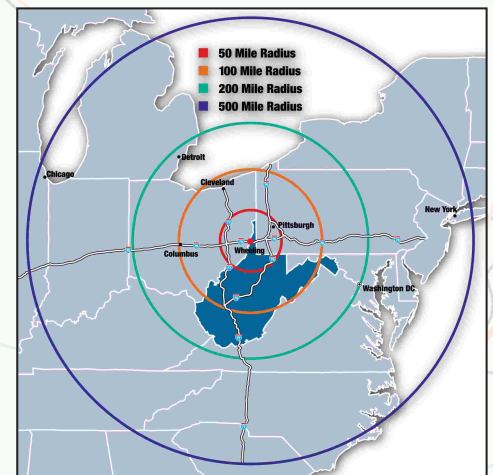 50 Mile Radius
100 Mile Radius
200 Mile Radius
500 Mile Radius
Detroit
Chicago
Cleveland
New York
Pittsburgh
Wheeling
Columbus
Washington DC